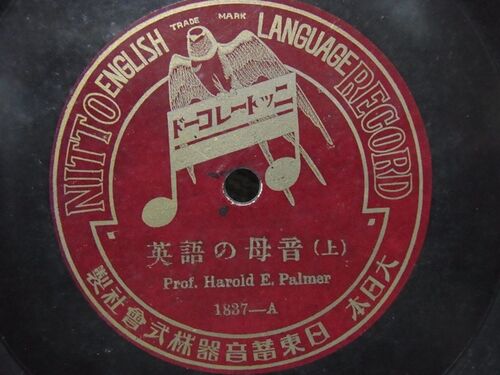 TRADE MARK
NITTO ENGLISH LANGUAGE RECORD
ドーコレートッニ
英語の母音(上)
Prof. Harold E. Palmer
1837—A
製社會式株器音蓄東日 本日大